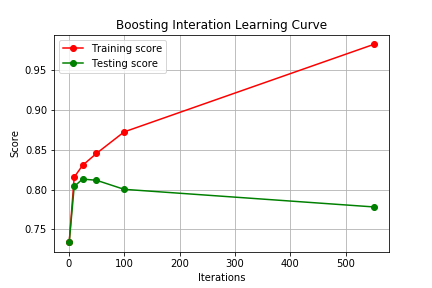 Boosting Interation Learning Curve
Training score
Testing score
Score
0.95
0.90
0.85
0.80
0.75
0 100 200 300 400 500
Iterations